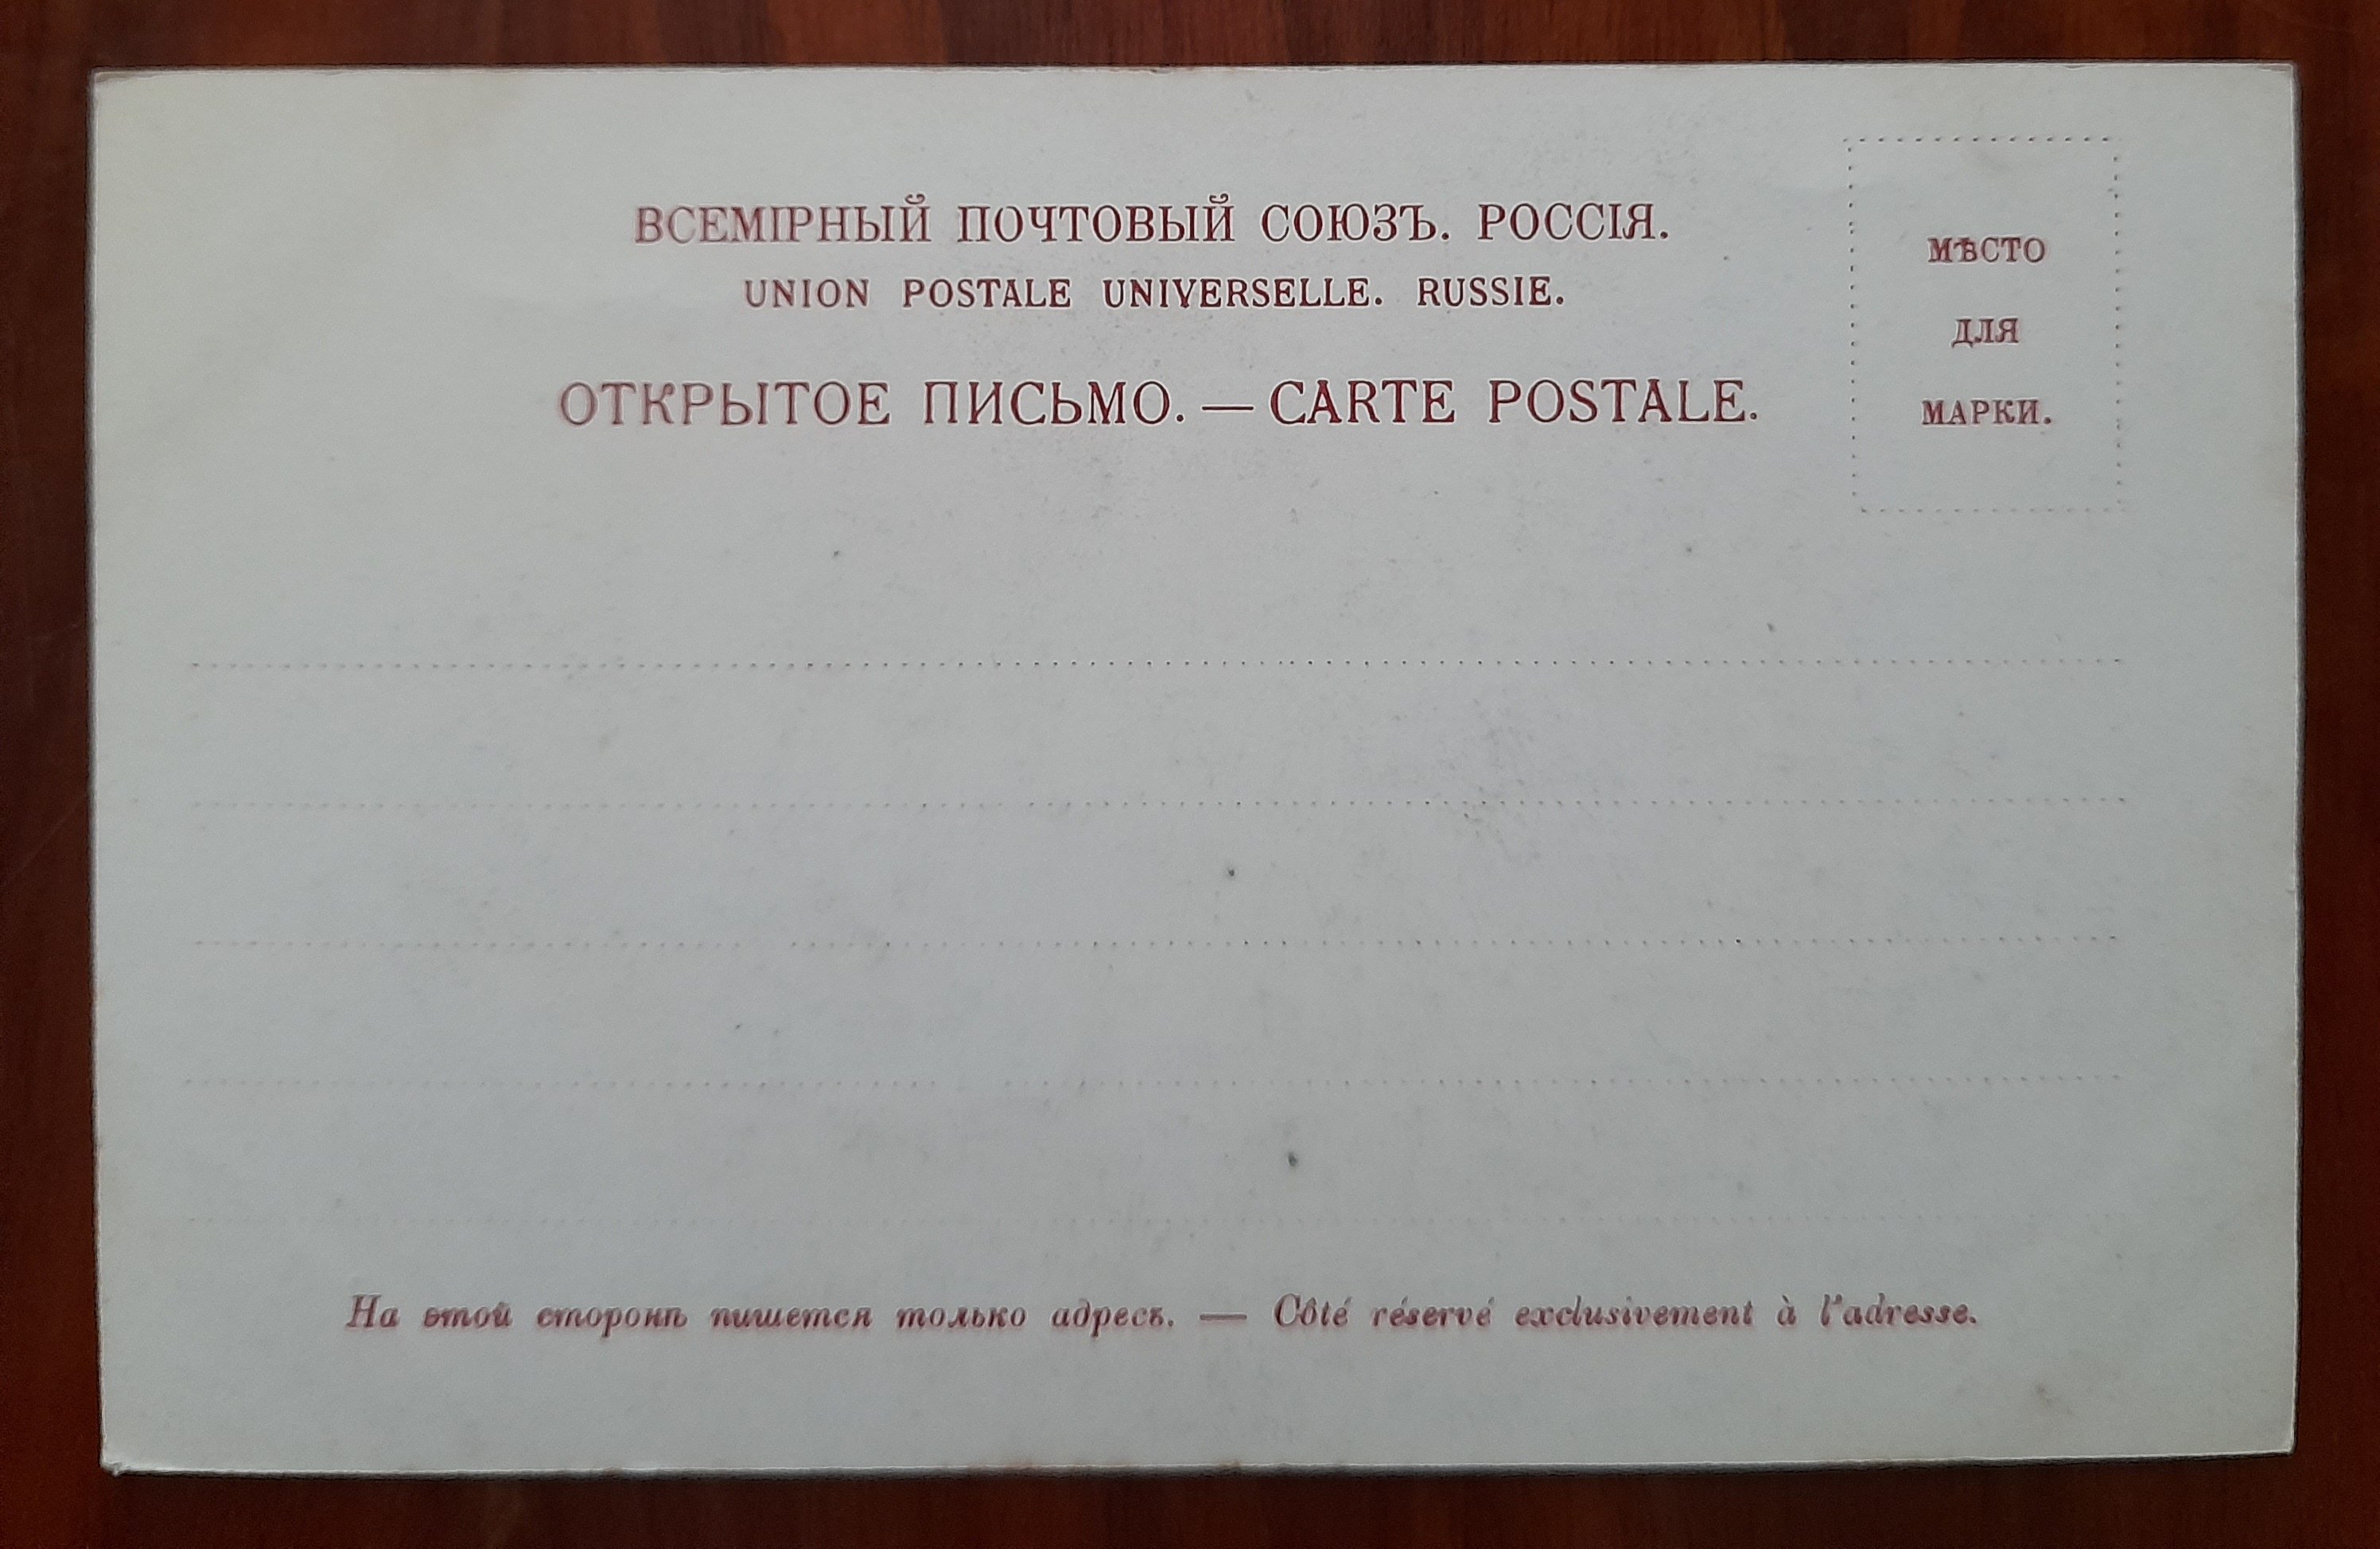 ВСЕМІРНЫЙ ПОЧТОВЫЙ СОЮЗЪ. РОССІЯ.
UNION POSTALE UNIVERSELLE. RUSSIE.
ОТКРЫТОЕ ПИСЬМО. — CARTE POSTALE.
МѢСТО
ДЛЯ
МАРКИ.
На этой сторонѣ пишется только адресъ. — Côté réservé exclusivement à l'adresse.